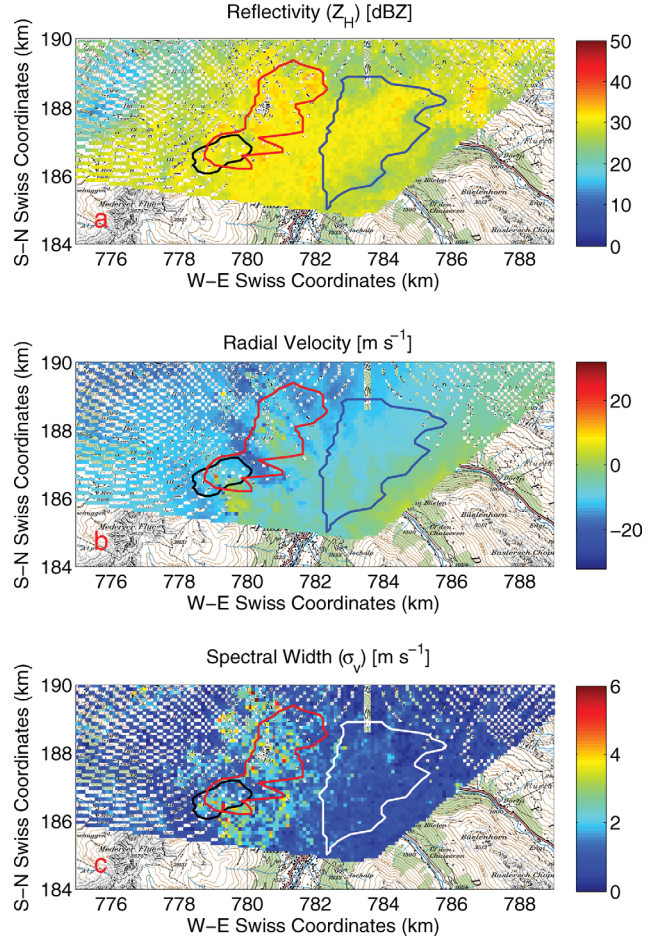 Reflectivity (Z_H) [dBZ]
S−N Swiss Coordinates (km)
190
188
186
184
a
776 778 780 782 784 786 788
W−E Swiss Coordinates (km)
50
40
30
20
10
0
Büelenhorn
Radial Velocity [m s⁻¹]
S−N Swiss Coordinates (km)
190
188
186
184
b
776 778 780 782 784 786 788
W−E Swiss Coordinates (km)
20
0
−20
Büelenhorn
Spectral Width (σ_v) [m s⁻¹]
S−N Swiss Coordinates (km)
190
188
186
184
c
776 778 780 782 784 786 788
W−E Swiss Coordinates (km)
6
4
2
0
Büelenhorn